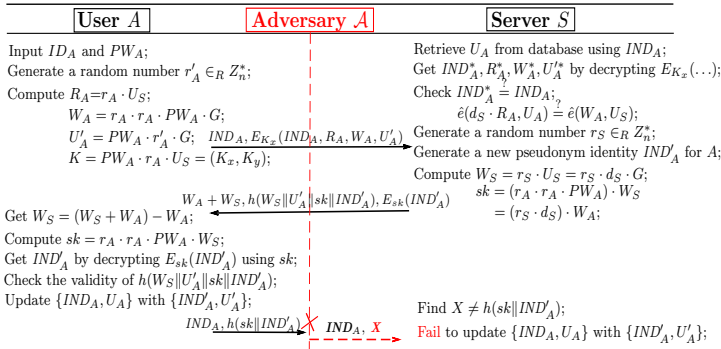 User A
Adversary 𝒜
Server S
Input ID_A and PW_A;
Generate a random number r'_A ∈_R Z*_n;
Compute R_A=r_A · U_S;
W_A = r_A · r_A · PW_A · G;
U'_A = PW_A · r'_A · G;
K = PW_A · r_A · U_S = (K_x, K_y);
IND_A, E_{K_x}(IND_A, R_A, W_A, U'_A)
Retrieve U_A from database using IND_A;
Get IND*_A, R*_A, W*_A, U'*_A by decrypting E_{K_x}(…);
Check IND*_A ≟ IND_A;
ê(d_S · R_A, U_A) ≟ ê(W_A, U_S);
Generate a random number r_S ∈_R Z*_n;
Generate a new pseudonym identity IND'_A for A;
Compute W_S = r_S · U_S = r_S · d_S · G;
sk = (r_A · r_A · PW_A) · W_S
= (r_S · d_S) · W_A;
W_A + W_S, h(W_S‖U'_A‖sk‖IND'_A), E_{sk}(IND'_A)
Get W_S = (W_S + W_A) − W_A;
Compute sk = r_A · r_A · PW_A · W_S;
Get IND'_A by decrypting E_{sk}(IND'_A) using sk;
Check the validity of h(W_S‖U'_A‖sk‖IND'_A);
Update {IND_A, U_A} with {IND'_A, U'_A};
IND_A, h(sk‖IND'_A)
IND_A, X
Find X ≠ h(sk‖IND'_A);
Fail to update {IND_A, U_A} with {IND'_A, U'_A};